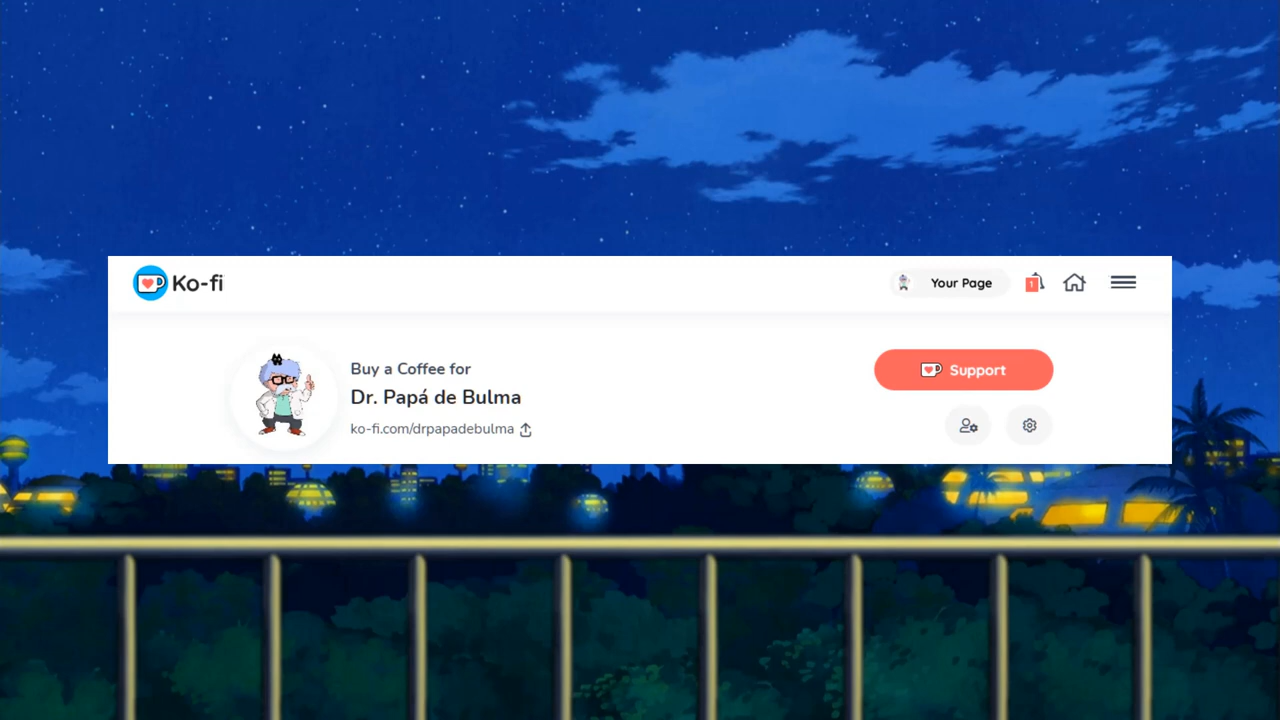 Ko-fi
Your Page
1
Buy a Coffee for
Dr. Papá de Bulma
ko-fi.com/drpapadebulma
Support